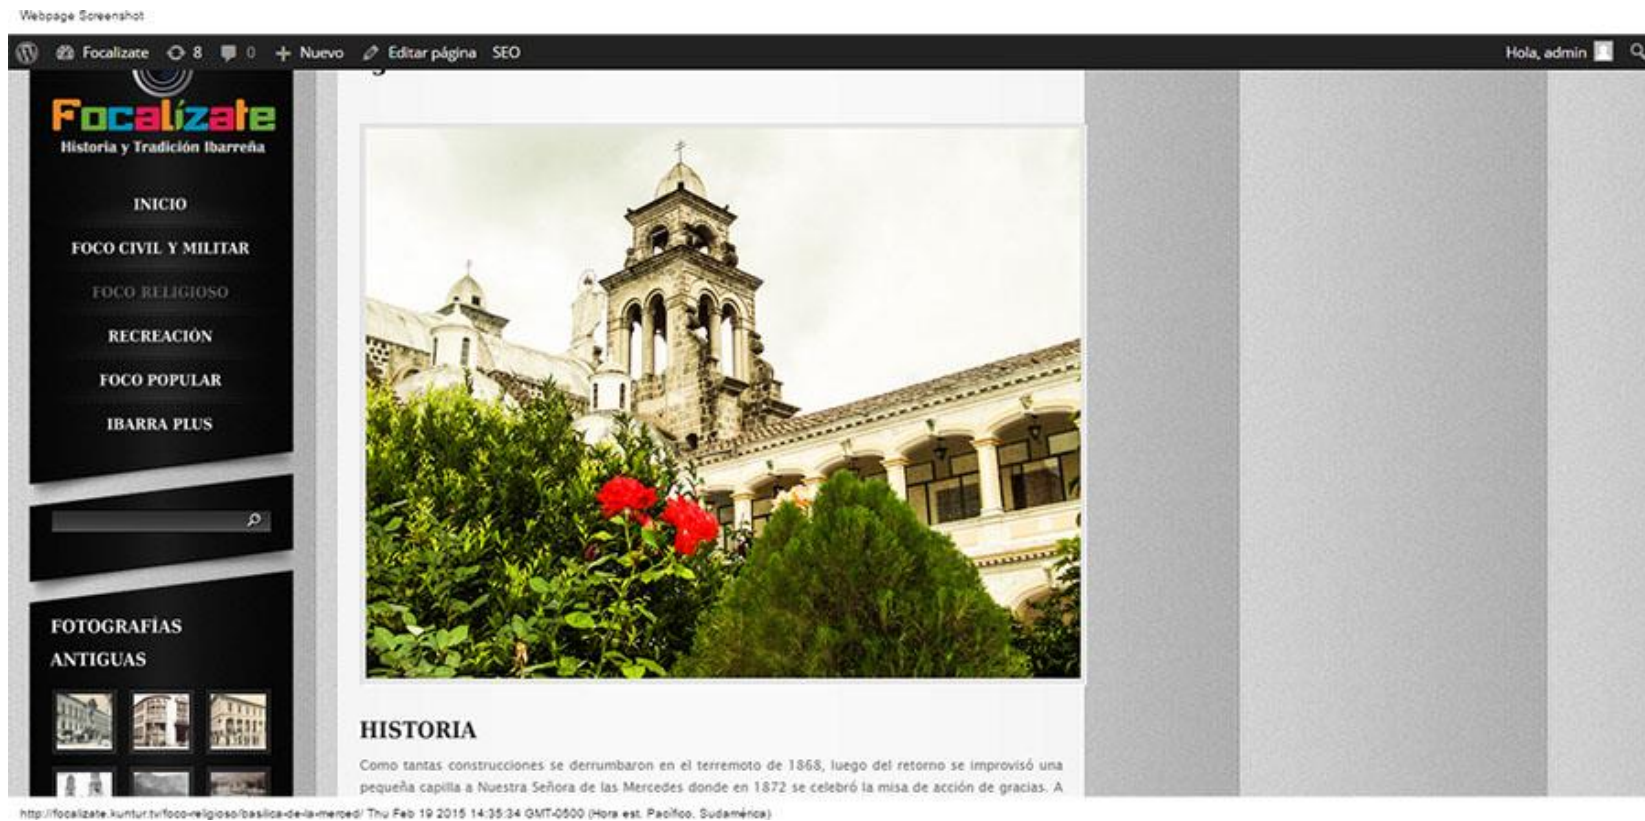 Webpage Screenshot
Focalizate 8 0 Nuevo Editar página SEO
Hola, admin
Focalízate
Historia y Tradición Ibarreña
INICIO
FOCO CIVIL Y MILITAR
FOCO RELIGIOSO
RECREACIÓN
FOCO POPULAR
IBARRA PLUS
FOTOGRAFÍAS
ANTIGUAS
HISTORIA
Como tantas construcciones se derrumbaron en el terremoto de 1868, luego del retorno se improvisó una
pequeña capilla a Nuestra Señora de las Mercedes donde en 1872 se celebró la misa de acción de gracias. A
http://focalizate.kuntur.tv/foco-religioso/basilica-de-la-merced/ Thu Feb 19 2015 14:35:34 GMT-0500 (Hora est. Pacífico, Sudamérica)